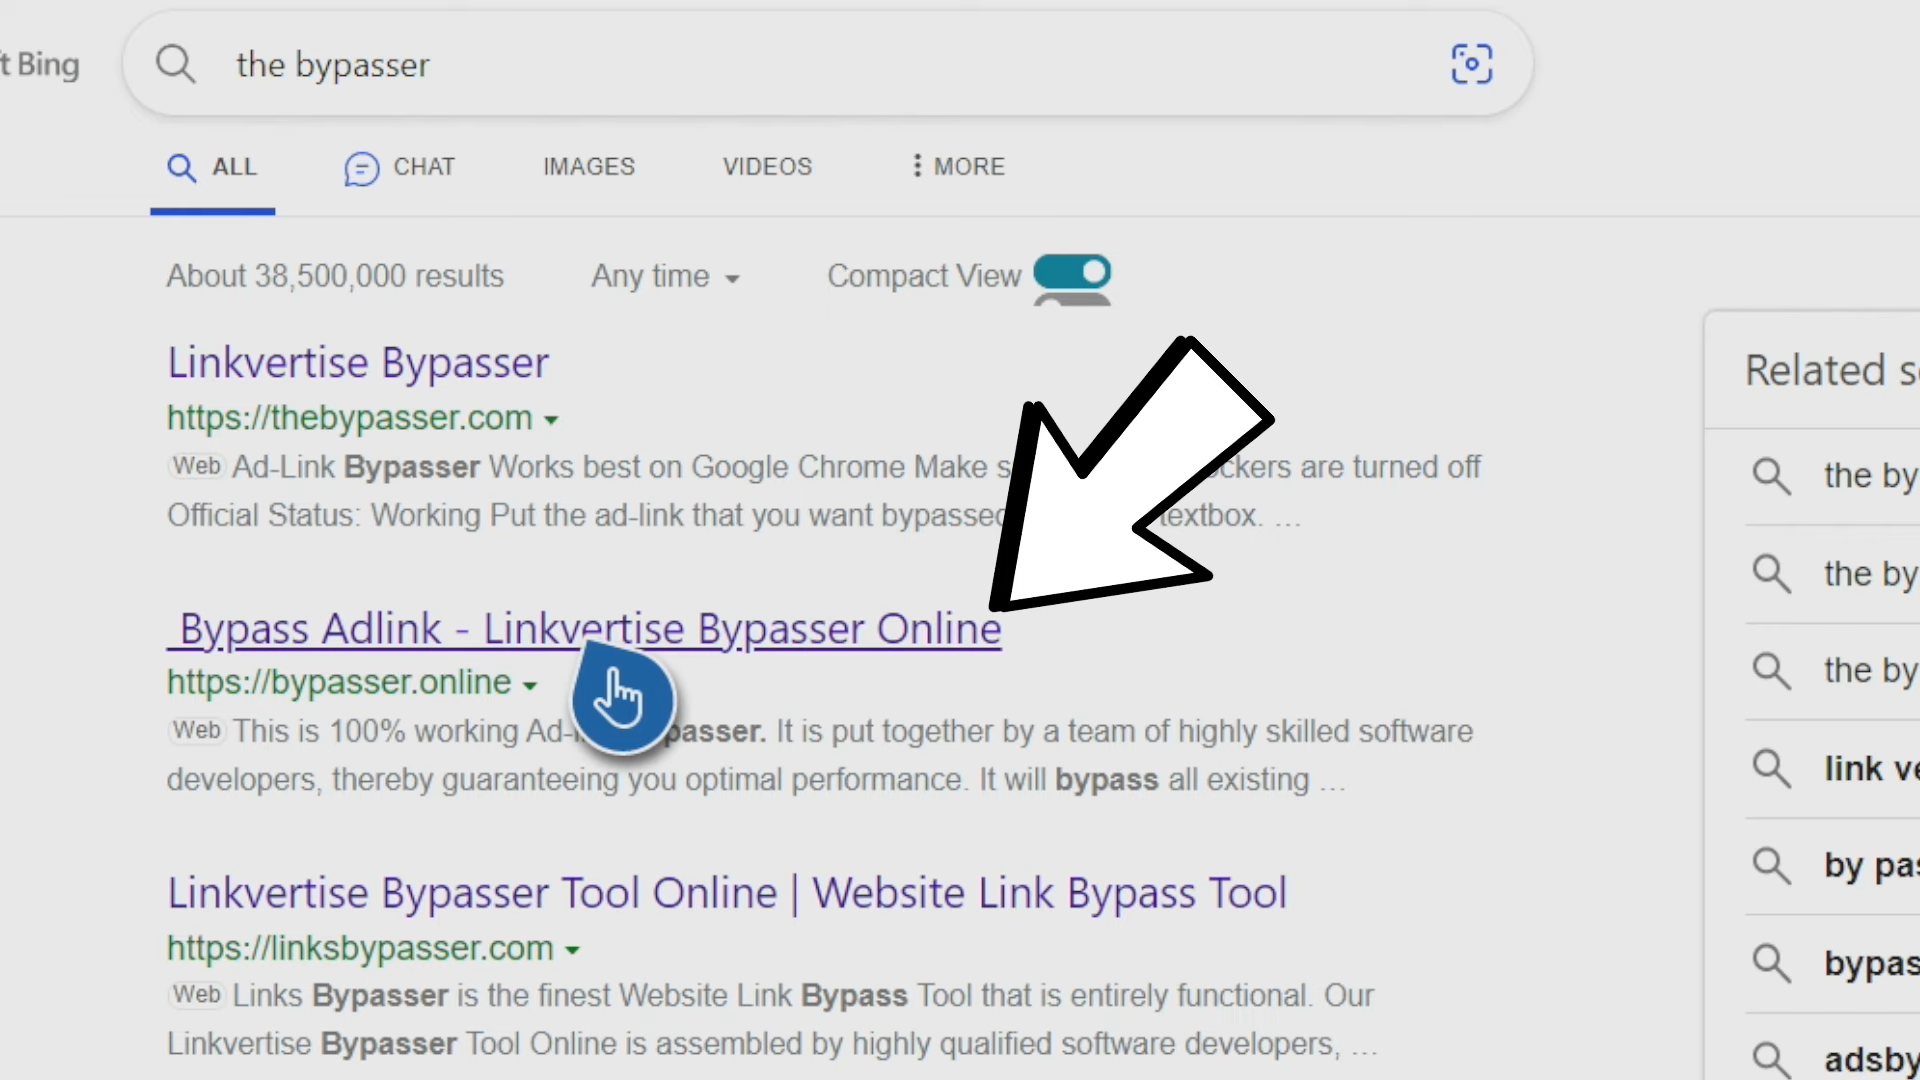 t Bing
the bypasser
ALL CHAT IMAGES VIDEOS MORE
About 38,500,000 results Any time Compact View
Linkvertise Bypasser
https://thebypasser.com
Web Ad-Link Bypasser Works best on Google Chrome Make s ckers are turned off
Official Status: Working Put the ad-link that you want bypassed textbox. ...
Bypass Adlink - Linkvertise Bypasser Online
https://bypasser.online
Web This is 100% working Ad- passer. It is put together by a team of highly skilled software
developers, thereby guaranteeing you optimal performance. It will bypass all existing ...
Linkvertise Bypasser Tool Online | Website Link Bypass Tool
https://linksbypasser.com
Web Links Bypasser is the finest Website Link Bypass Tool that is entirely functional. Our
Linkvertise Bypasser Tool Online is assembled by highly qualified software developers, ...
Related s
the by
the by
the by
link ve
by pas
bypas
adsby